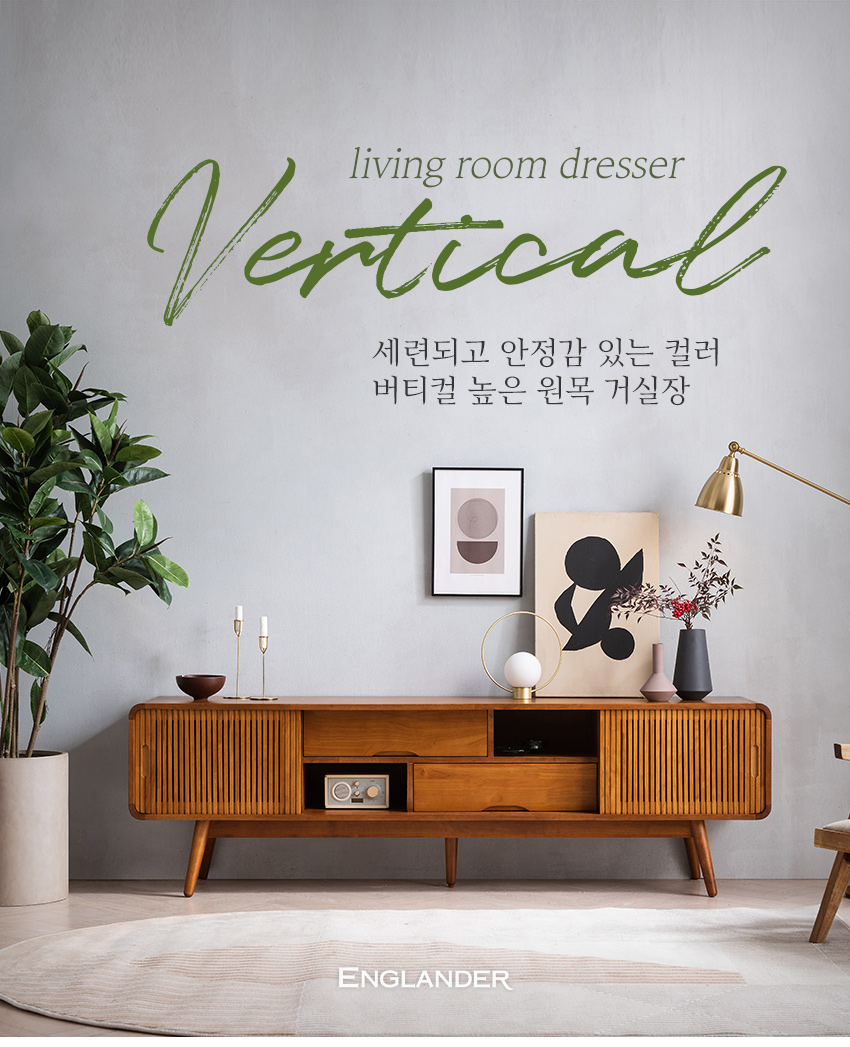 living room dresser
Vertical
세련되고 안정감 있는 컬러
버티컬 높은 원목 거실장
ENGLANDER